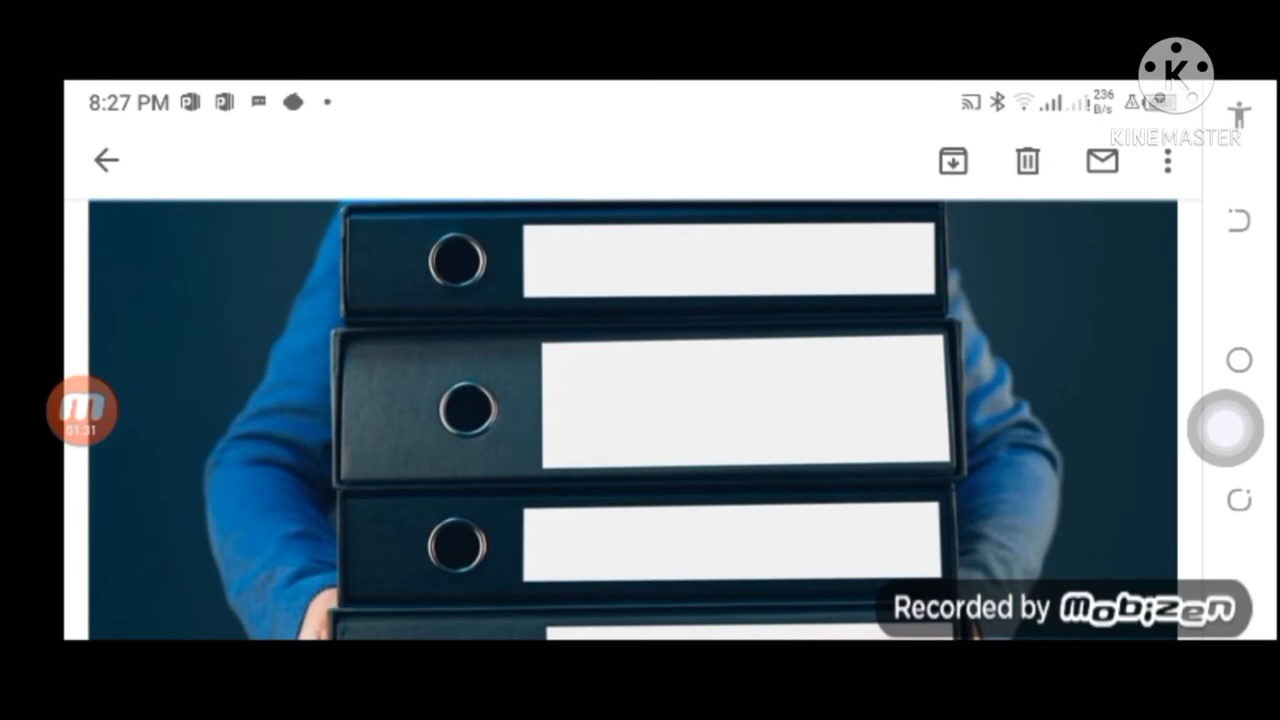 8:27 PM
236
B/s
K
KINEMASTER
m
01:31
Recorded by mobizen